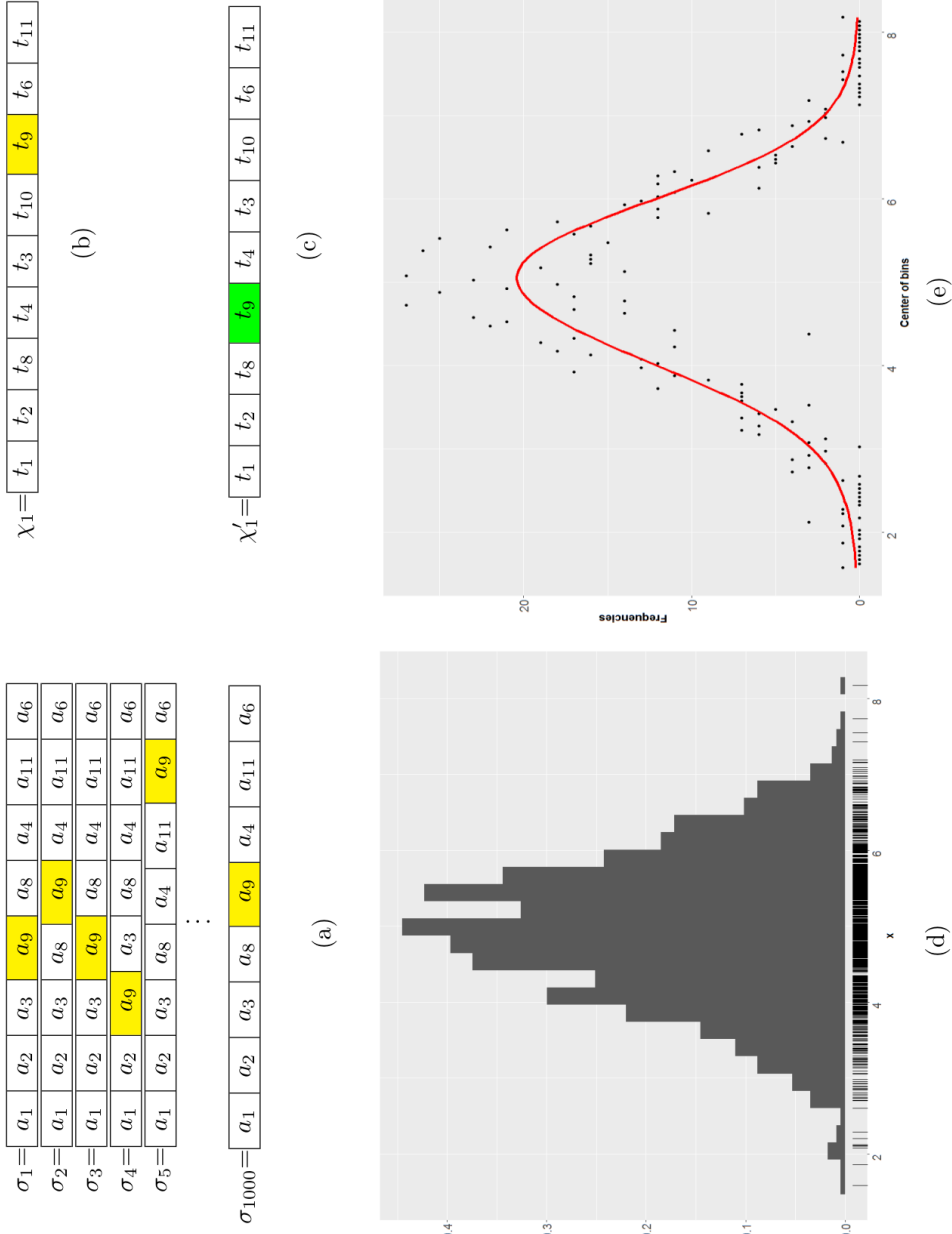 σ₁= a₁ a₂ a₃ a₉ a₈ a₄ a₁₁ a₆
σ₂= a₁ a₂ a₃ a₈ a₉ a₄ a₁₁ a₆
σ₃= a₁ a₂ a₃ a₉ a₈ a₄ a₁₁ a₆
σ₄= a₁ a₂ a₉ a₃ a₈ a₄ a₁₁ a₆
σ₅= a₁ a₂ a₃ a₈ a₄ a₁₁ a₉ a₆
⋮
σ₁₀₀₀= a₁ a₂ a₃ a₈ a₉ a₄ a₁₁ a₆
(a)
χ₁= t₁ t₂ t₈ t₄ t₃ t₁₀ t₉ t₆ t₁₁
(b)
χ′₁= t₁ t₂ t₈ t₉ t₄ t₃ t₁₀ t₆ t₁₁
(c)
0.4
0.3
0.2
0.1
0.0
2 4 6 8
x
(d)
Frequencies
20
10
0
2 4 6 8
Center of bins
(e)